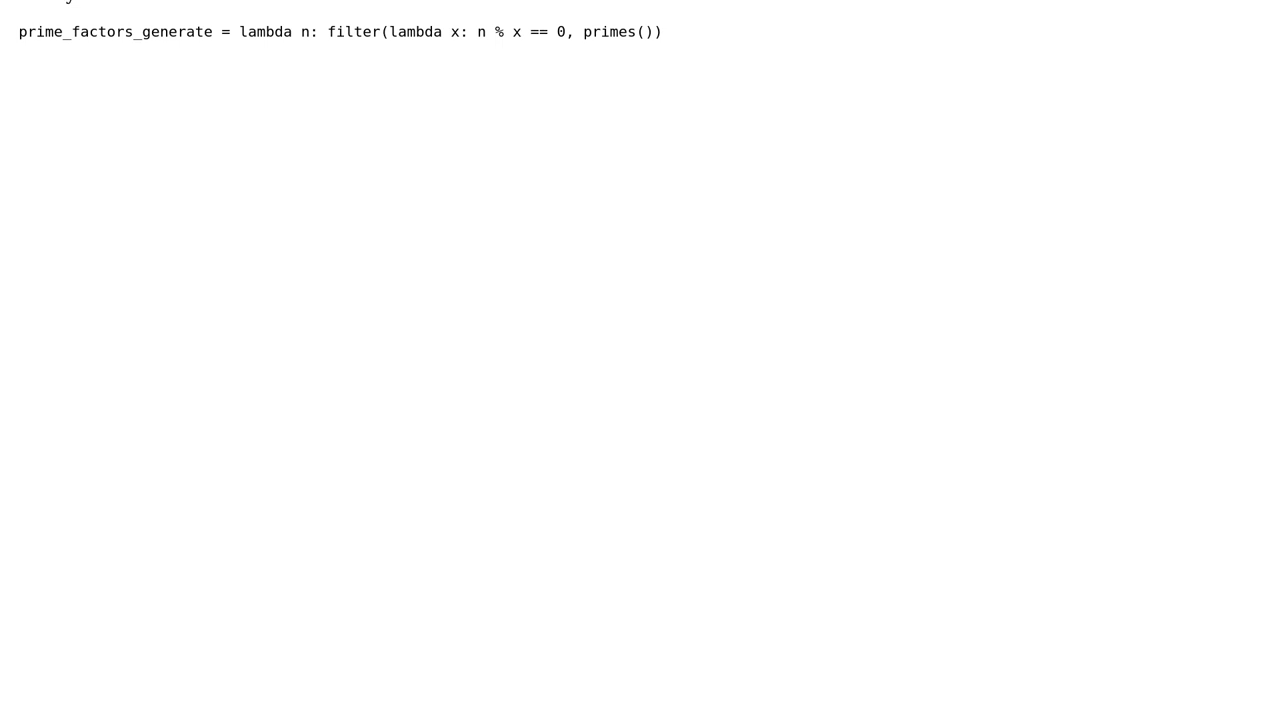 prime_factors_generate = lambda n: filter(lambda x: n % x == 0, primes())